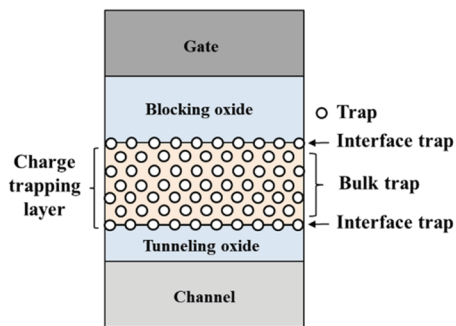 Gate
Blocking oxide
Trap
Interface trap
Charge
trapping
layer
Bulk trap
Interface trap
Tunneling oxide
Channel